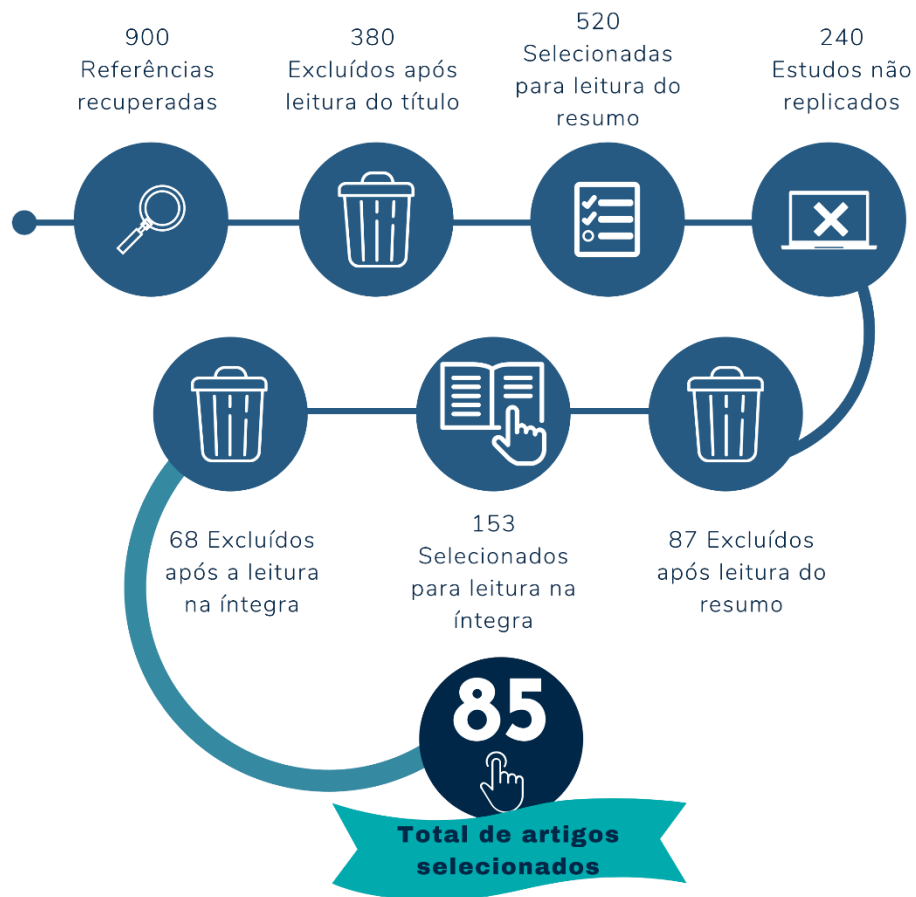 900
Referências
recuperadas
380
Excluídos após
leitura do título
520
Selecionadas
para leitura do
resumo
240
Estudos não
replicados
68 Excluídos
após a leitura
na íntegra
153
Selecionados
para leitura na
íntegra
87 Excluídos
após leitura do
resumo
85
Total de artigos
selecionados